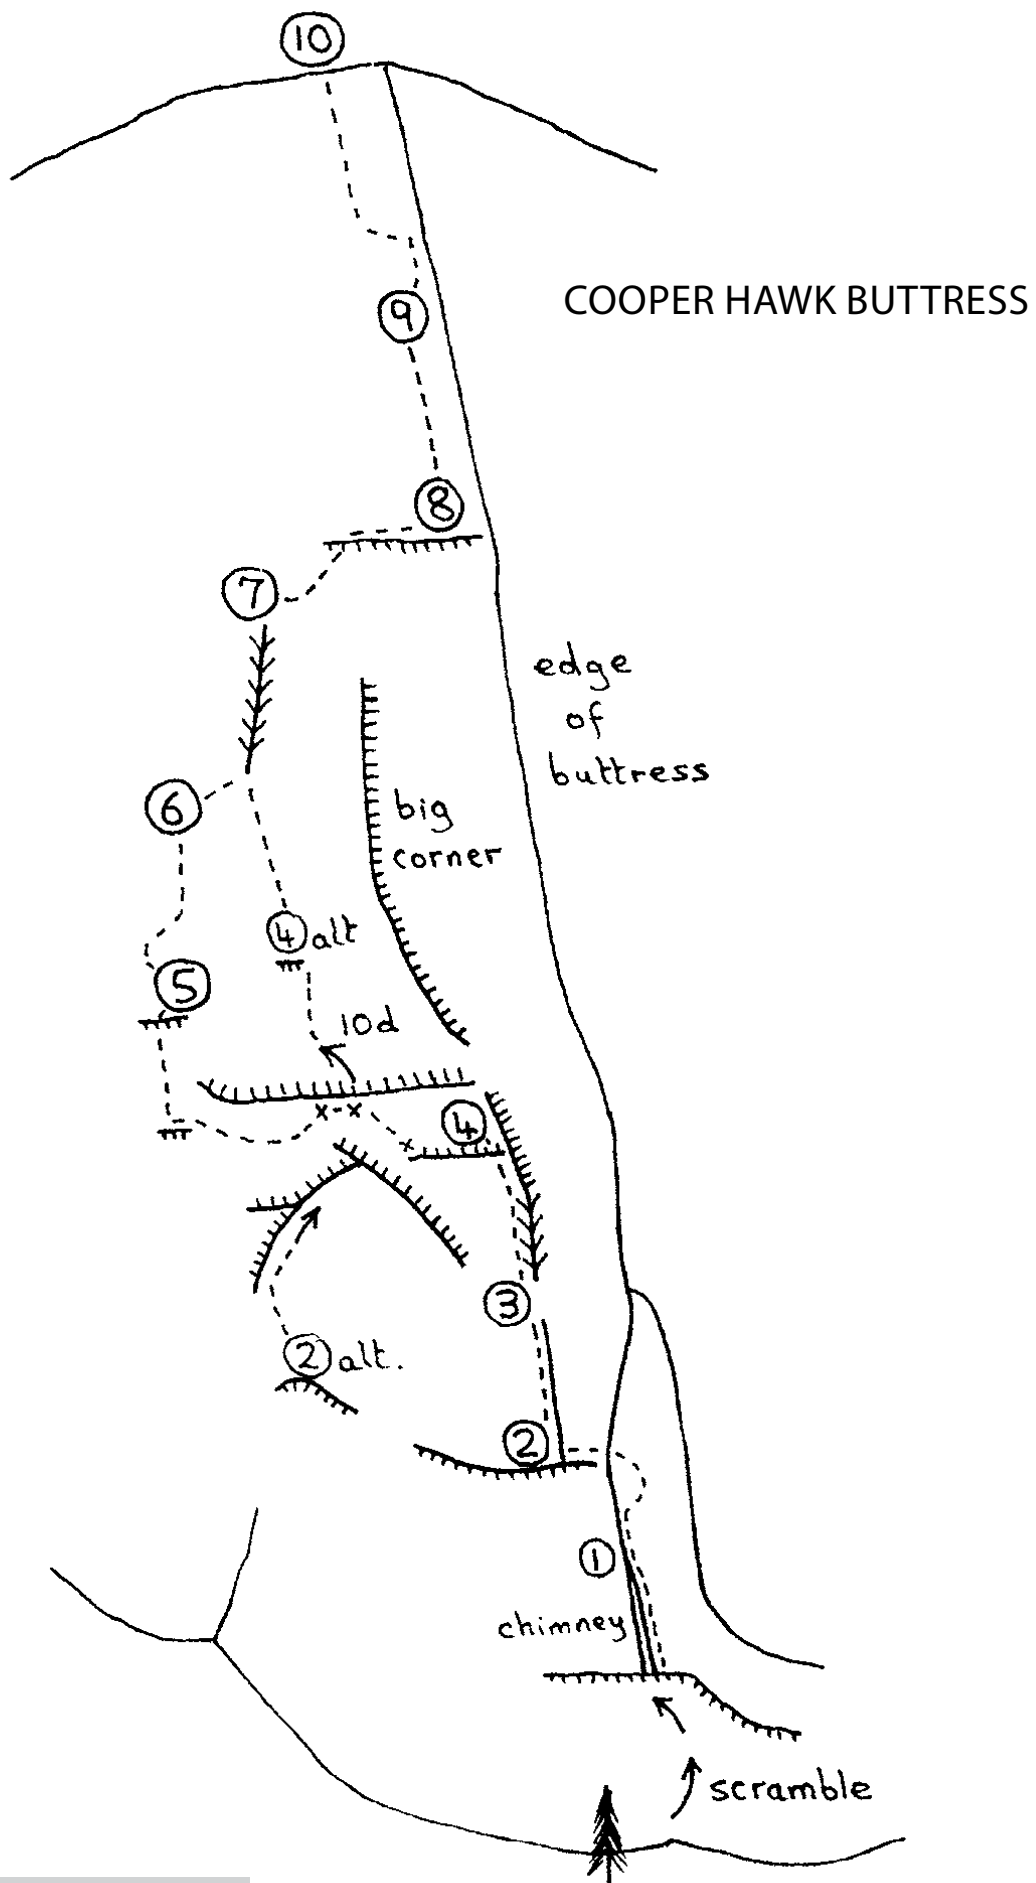 10
COOPER HAWK BUTTRESS
9
8
7
edge
of
buttress
6
big
corner
4 alt
5
10d
4
3
2 alt.
2
1
chimney
scramble